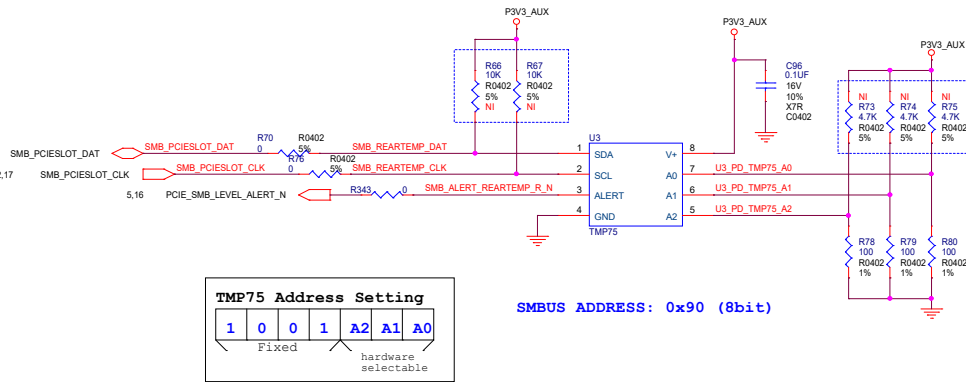 P3V3_AUX
P3V3_AUX
P3V3_AUX
R66
10K
R0402
5%
NI
R67
10K
R0402
5%
NI
C96
0.1UF
16V
10%
X7R
C0402
NI
R73
4.7K
R0402
5%
NI
R74
4.7K
R0402
5%
NI
R75
4.7K
R0402
5%
SMB_PCIESLOT_DAT
SMB_PCIESLOT_DAT
R70
0
R0402
5%
SMB_REARTEMP_DAT
2,17
SMB_PCIESLOT_CLK
SMB_PCIESLOT_CLK
R76
0
R0402
5%
SMB_REARTEMP_CLK
5,16
PCIE_SMB_LEVEL_ALERT_N
R343
0
SMB_ALERT_REARTEMP_R_N
U3
1 SDA V+ 8
2 SCL A0 7 U3_PD_TMP75_A0
3 ALERT A1 6 U3_PD_TMP75_A1
4 GND A2 5 U3_PD_TMP75_A2
TMP75
R78
100
R0402
1%
R79
100
R0402
1%
R80
100
R0402
1%
TMP75 Address Setting
1 0 0 1 A2 A1 A0
Fixed
hardware
selectable
SMBUS ADDRESS: 0x90 (8bit)